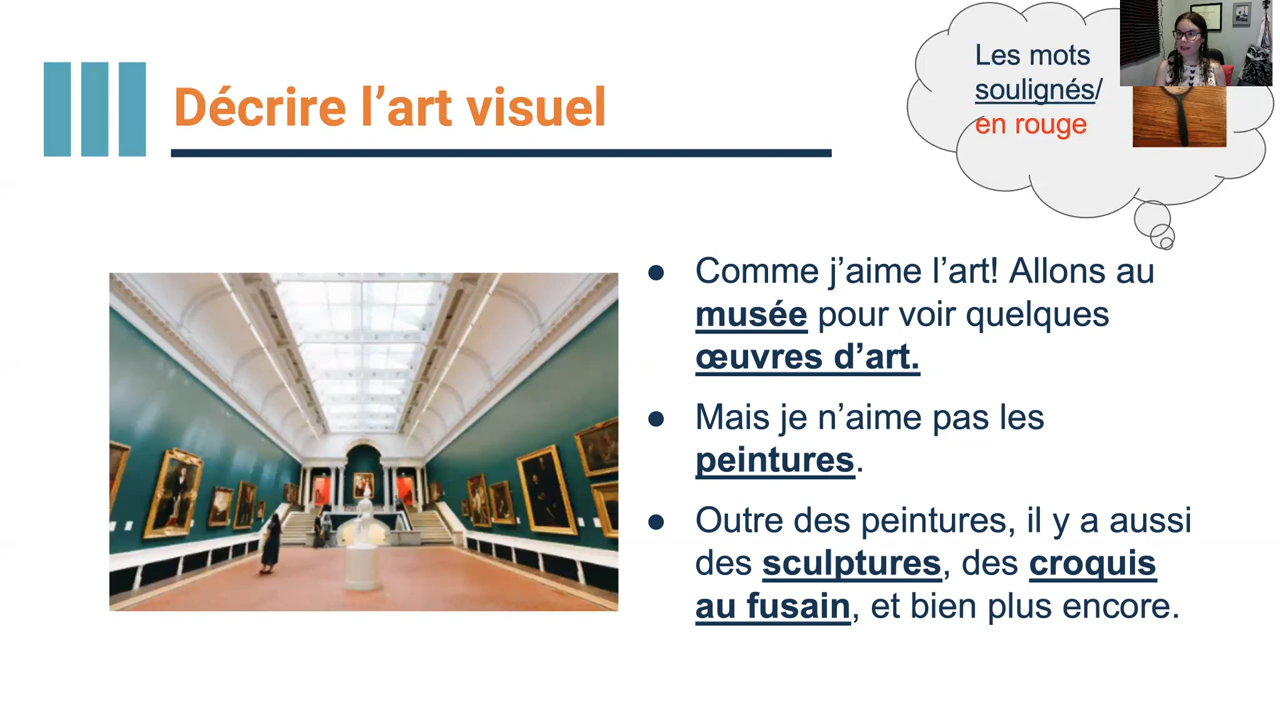 Décrire l’art visuel
Les mots
soulignés/
en rouge
Comme j’aime l’art! Allons au
musée pour voir quelques
œuvres d’art.
Mais je n’aime pas les
peintures.
Outre des peintures, il y a aussi
des sculptures, des croquis
au fusain, et bien plus encore.